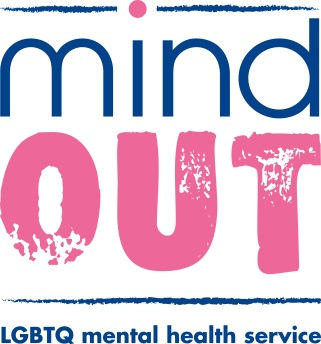 mind
OUT
LGBTQ mental health service